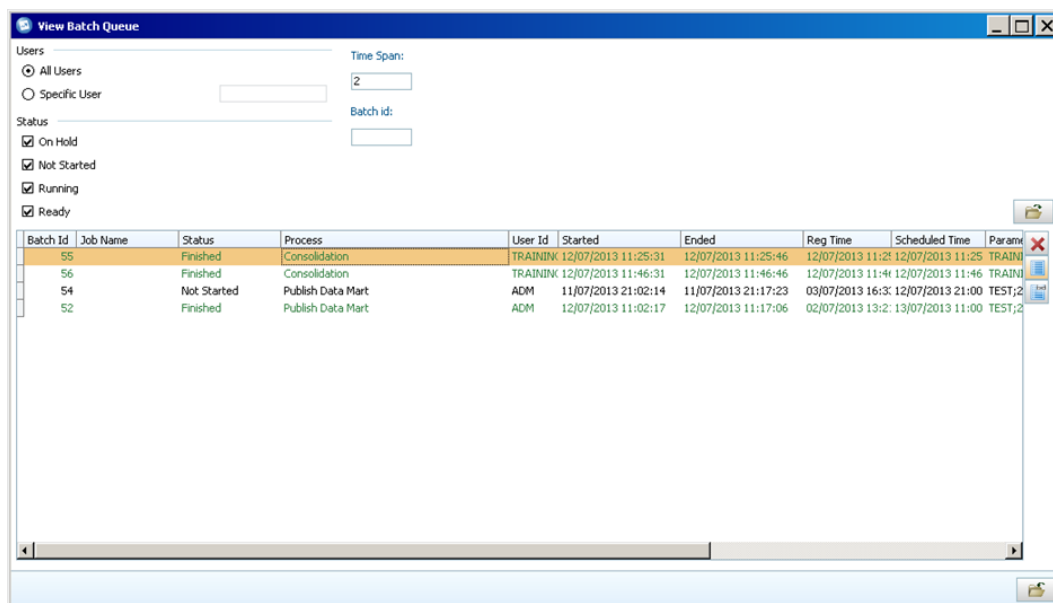 View Batch Queue
Users
All Users
Specific User
Time Span:
2
Batch id:
Status
On Hold
Not Started
Running
Ready
Batch Id Job Name Status Process User Id Started Ended Reg Time Scheduled Time Parame
55 Finished Consolidation TRAINING 12/07/2013 11:25:31 12/07/2013 11:25:46 12/07/2013 11:25 12/07/2013 11:25 TRAINI
56 Finished Consolidation TRAINING 12/07/2013 11:46:31 12/07/2013 11:46:46 12/07/2013 11:46 12/07/2013 11:46 TRAINI
54 Not Started Publish Data Mart ADM 11/07/2013 21:02:14 11/07/2013 21:17:23 03/07/2013 16:3 12/07/2013 21:00 TEST;2
52 Finished Publish Data Mart ADM 12/07/2013 11:02:17 12/07/2013 11:17:06 02/07/2013 13:2 13/07/2013 11:00 TEST;2